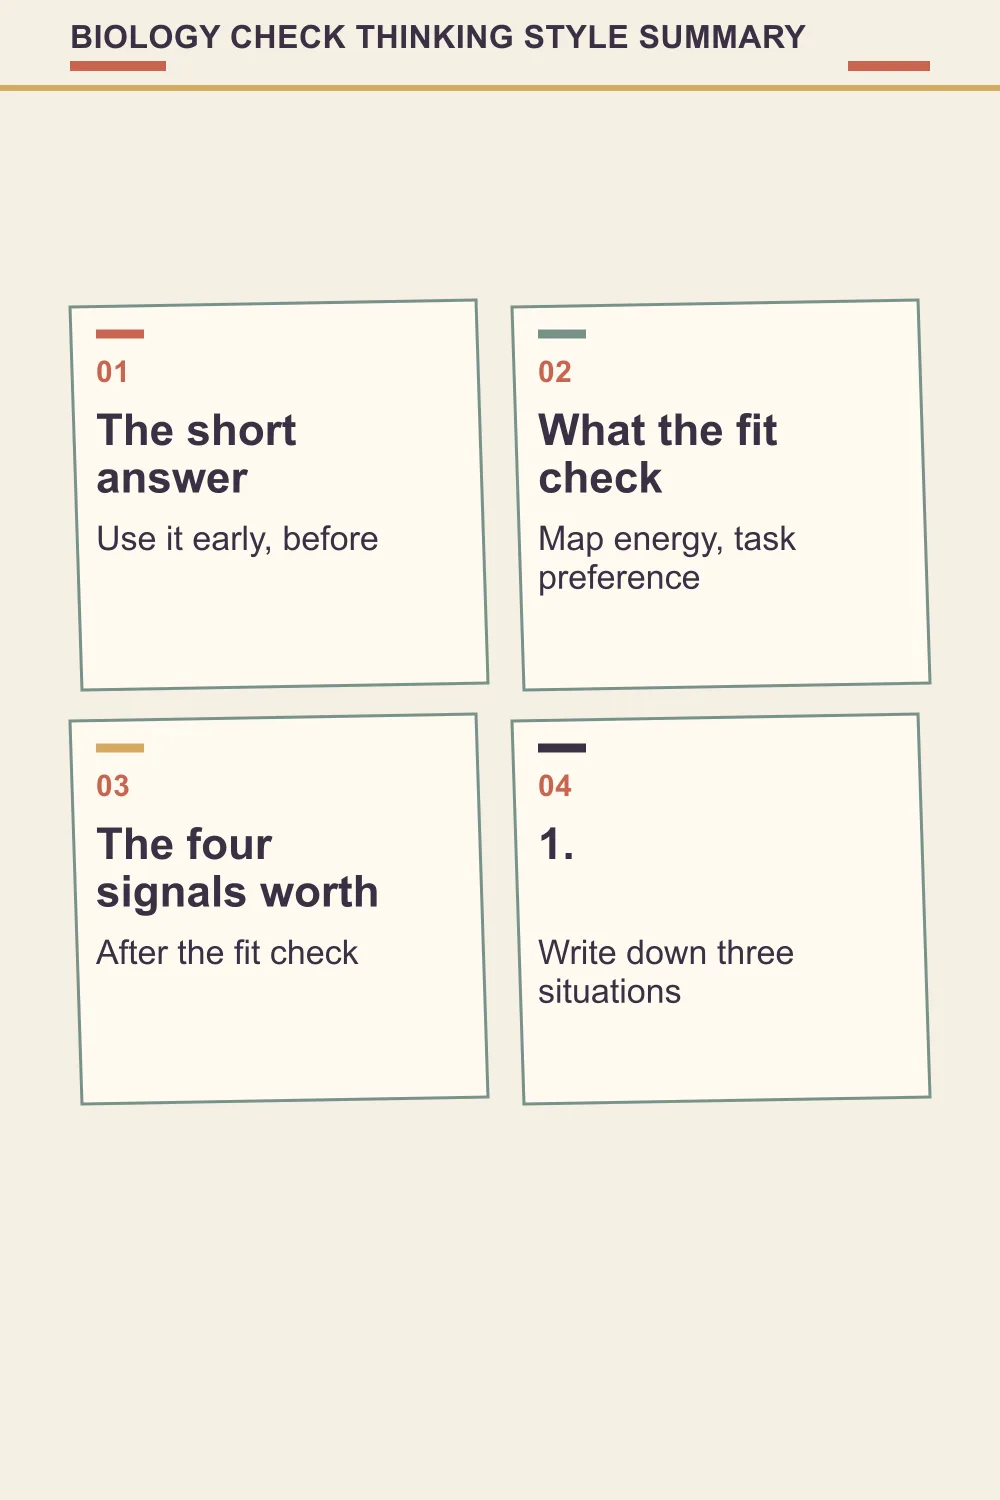 BIOLOGY CHECK THINKING STYLE SUMMARY
01
The short
answer
Use it early, before
02
What the fit
check
Map energy, task
preference
03
The four
signals worth
After the fit check
04
1.
Write down three
situations